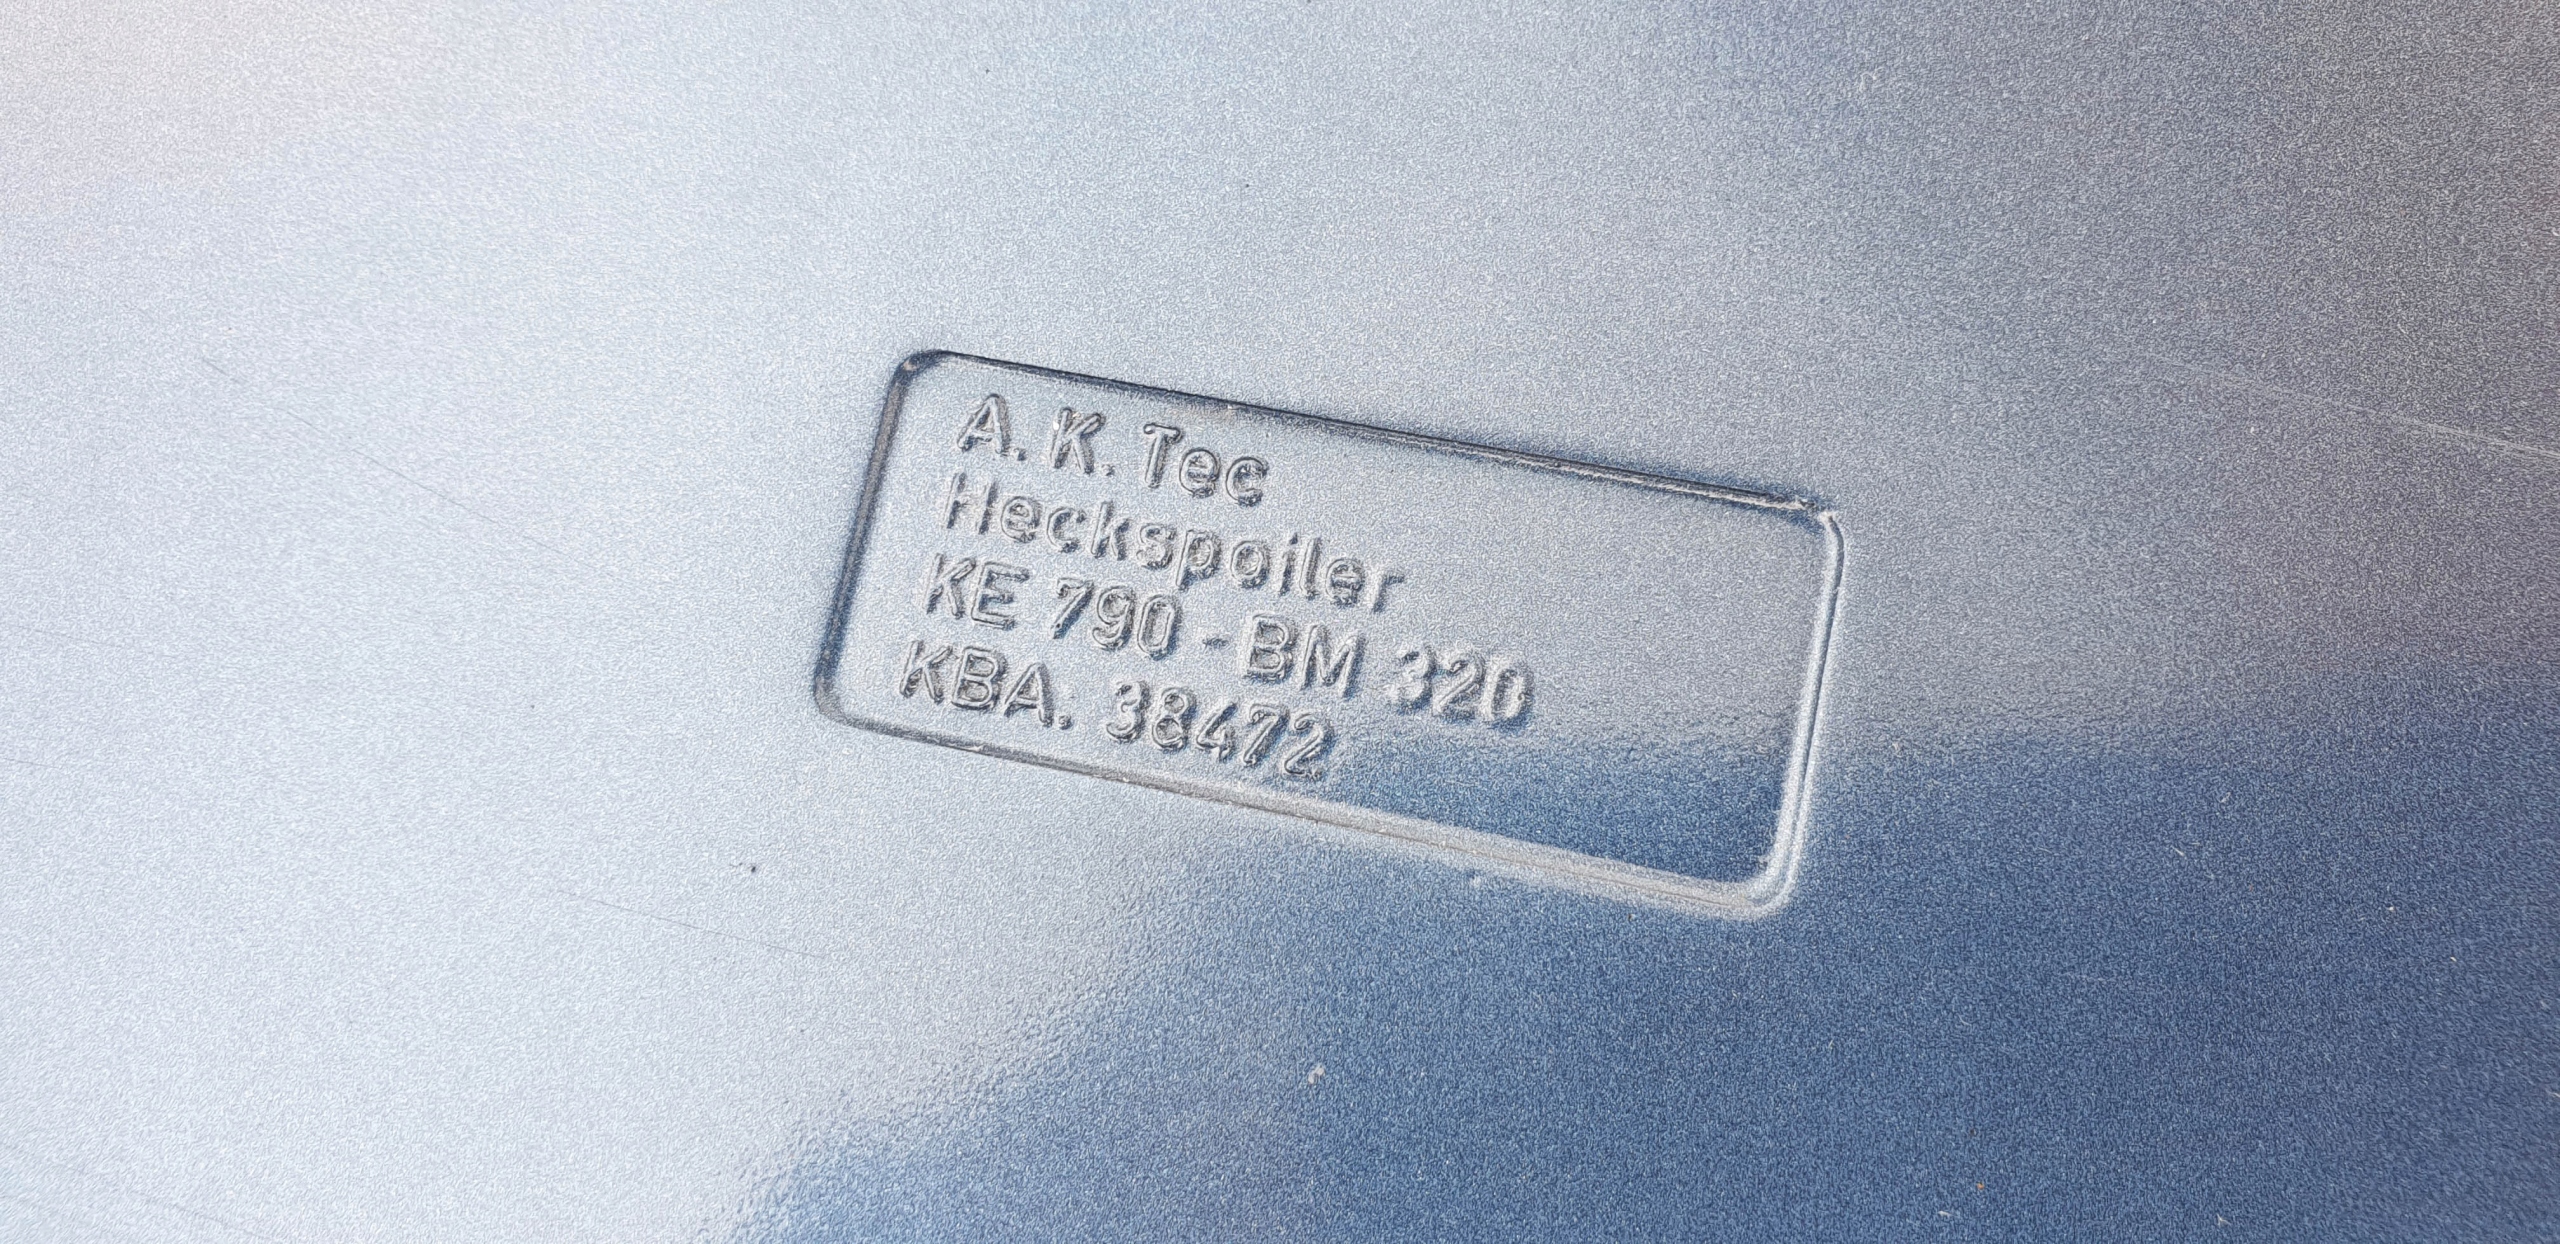 A. K. Tec
Heckspoiler
KE 790 - BM 320
KBA. 38472